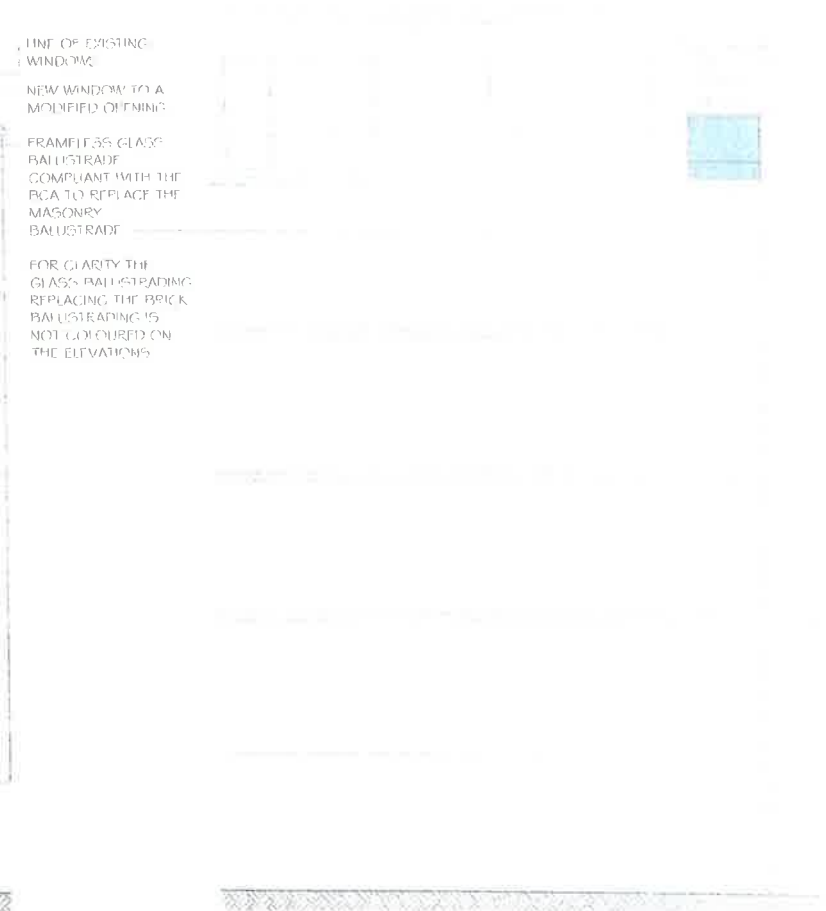 LINE OF EXISTING
WINDOWS
NEW WINDOW TO A
MODIFIED OPENING
FRAMELESS GLASS
BALUSTRADE
COMPLIANT WITH THE
BCA TO REPLACE THE
MASONRY
BALUSTRADE
FOR CLARITY THE
GLASS BALUSTRADING
REPLACING THE BRICK
BALUSTRADING IS
NOT COLOURED ON
THE ELEVATIONS